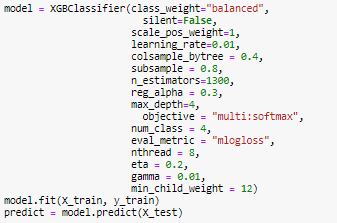 model = XGBClassifier(class_weight="balanced",
silent=False,
scale_pos_weight=1,
learning_rate=0.01,
colsample_bytree = 0.4,
subsample = 0.8,
n_estimators=1300,
reg_alpha = 0.3,
max_depth=4,
objective = "multi:softmax",
num_class = 4,
eval_metric = "mlogloss",
nthread = 8,
eta = 0.2,
gamma = 0.01,
min_child_weight = 12)
model.fit(X_train, y_train)
predict = model.predict(X_test)